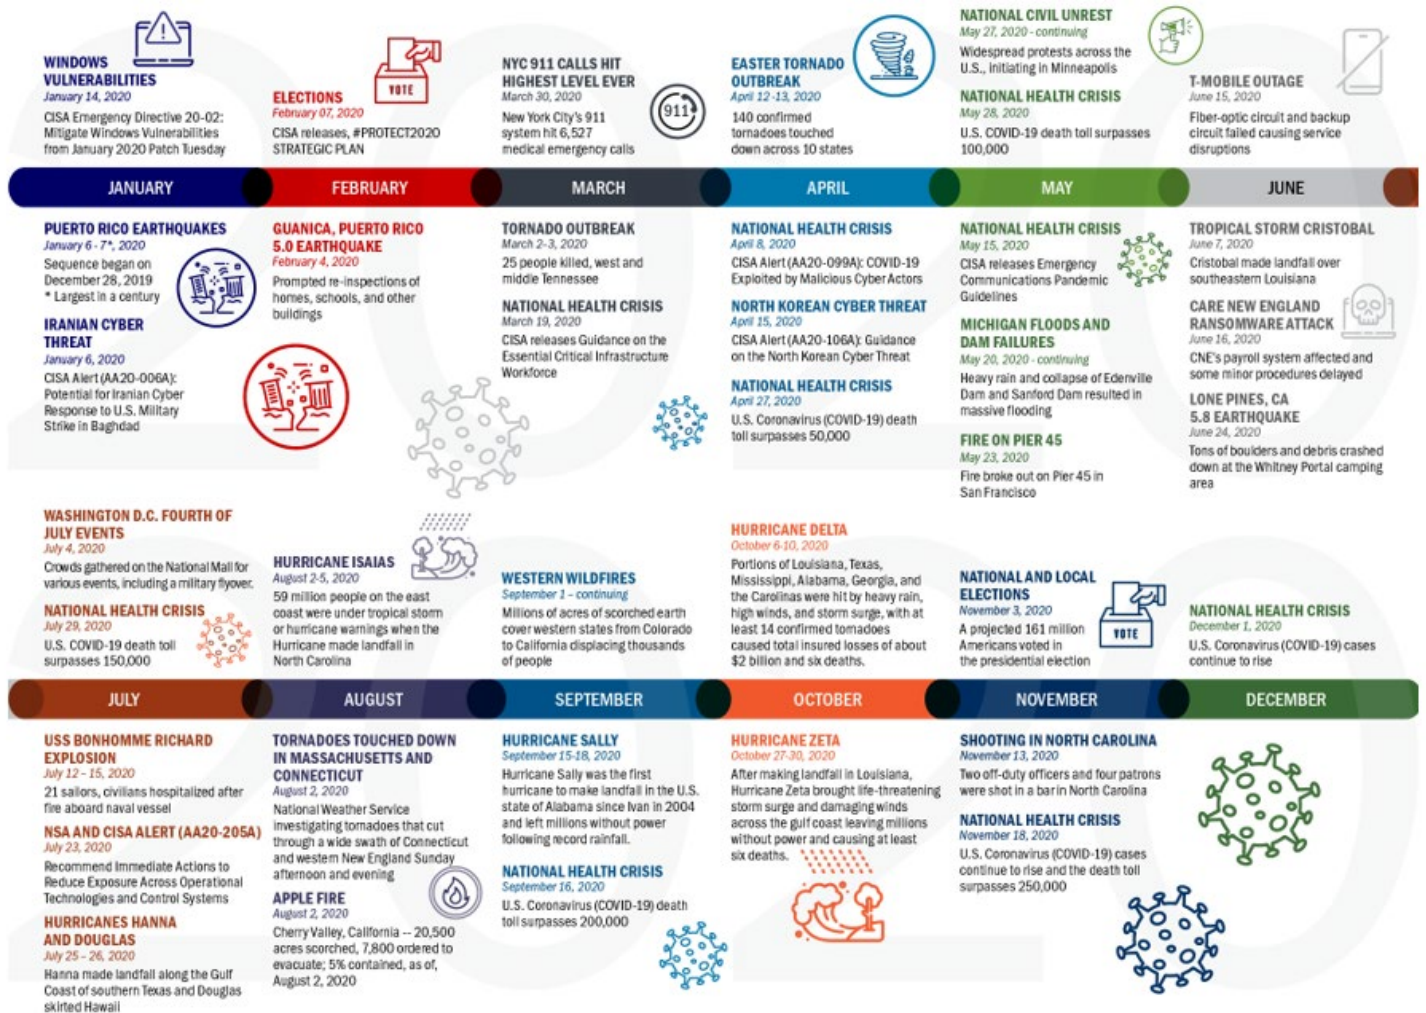 WINDOWS
VULNERABILITIES
January 14, 2020
CISA Emergency Directive 20-02:
Mitigate Windows Vulnerabilities
from January 2020 Patch Tuesday
ELECTIONS
February 07, 2020
CISA releases, #PROTECT2020
STRATEGIC PLAN
VOTE
NYC 911 CALLS HIT
HIGHEST LEVEL EVER
March 30, 2020
New York City's 911
system hit 6,527
medical emergency calls
911
EASTER TORNADO
OUTBREAK
April 12-13, 2020
140 confirmed
tornadoes touched
down across 10 states
NATIONAL CIVIL UNREST
May 27, 2020 - continuing
Widespread protests across the
U.S., initiating in Minneapolis
NATIONAL HEALTH CRISIS
May 28, 2020
U.S. COVID-19 death toll surpasses
100,000
T-MOBILE OUTAGE
June 15, 2020
Fiber-optic circuit and backup
circuit failed causing service
disruptions
JANUARY
FEBRUARY
MARCH
APRIL
MAY
JUNE
PUERTO RICO EARTHQUAKES
January 6 - 7*, 2020
Sequence began on
December 28, 2019
* Largest in a century
IRANIAN CYBER
THREAT
January 6, 2020
CISA Alert (AA20-006A):
Potential for Iranian Cyber
Response to U.S. Military
Strike in Baghdad
GUANICA, PUERTO RICO
5.0 EARTHQUAKE
February 4, 2020
Prompted re-inspections of
homes, schools, and other
buildings
TORNADO OUTBREAK
March 2-3, 2020
25 people killed, west and
middle Tennessee
NATIONAL HEALTH CRISIS
March 19, 2020
CISA releases Guidance on the
Essential Critical Infrastructure
Workforce
NATIONAL HEALTH CRISIS
April 8, 2020
CISA Alert (AA20-099A): COVID-19
Exploited by Malicious Cyber Actors
NORTH KOREAN CYBER THREAT
April 15, 2020
CISA Alert (AA20-106A): Guidance
on the North Korean Cyber Threat
NATIONAL HEALTH CRISIS
April 27, 2020
U.S. Coronavirus (COVID-19) death
toll surpasses 50,000
NATIONAL HEALTH CRISIS
May 15, 2020
CISA releases Emergency
Communications Pandemic
Guidelines
MICHIGAN FLOODS AND
DAM FAILURES
May 20, 2020 - continuing
Heavy rain and collapse of Edenville
Dam and Sanford Dam resulted in
massive flooding
FIRE ON PIER 45
May 23, 2020
Fire broke out on Pier 45 in
San Francisco
TROPICAL STORM CRISTOBAL
June 7, 2020
Cristobal made landfall over
southeastern Louisiana
CARE NEW ENGLAND
RANSOMWARE ATTACK
June 16, 2020
CNE's payroll system affected and
some minor procedures delayed
LONE PINES, CA
5.8 EARTHQUAKE
June 24, 2020
Tons of boulders and debris crashed
down at the Whitney Portal camping
area
WASHINGTON D.C. FOURTH OF
JULY EVENTS
July 4, 2020
Crowds gathered on the National Mall for
various events, including a military flyover.
NATIONAL HEALTH CRISIS
July 29, 2020
U.S. COVID-19 death toll
surpasses 150,000
HURRICANE ISAIAS
August 2-5, 2020
59 million people on the east
coast were under tropical storm
or hurricane warnings when the
Hurricane made landfall in
North Carolina
WESTERN WILDFIRES
September 1 – continuing
Millions of acres of scorched earth
cover western states from Colorado
to California displacing thousands
of people
HURRICANE DELTA
October 6-10, 2020
Portions of Louisiana, Texas,
Mississippi, Alabama, Georgia, and
the Carolinas were hit by heavy rain,
high winds, and storm surge, with at
least 14 confirmed tornadoes
caused total insured losses of about
$2 billion and six deaths.
NATIONAL AND LOCAL
ELECTIONS
November 3, 2020
A projected 161 million
Americans voted in
the presidential election
VOTE
NATIONAL HEALTH CRISIS
December 1, 2020
U.S. Coronavirus (COVID-19) cases
continue to rise
JULY
AUGUST
SEPTEMBER
OCTOBER
NOVEMBER
DECEMBER
USS BONHOMME RICHARD
EXPLOSION
July 12 – 15, 2020
21 sailors, civilians hospitalized after
fire aboard naval vessel
NSA AND CISA ALERT (AA20-205A)
July 23, 2020
Recommend Immediate Actions to
Reduce Exposure Across Operational
Technologies and Control Systems
HURRICANES HANNA
AND DOUGLAS
July 25 – 26, 2020
Hanna made landfall along the Gulf
Coast of southern Texas and Douglas
skirted Hawaii
TORNADOES TOUCHED DOWN
IN MASSACHUSETTS AND
CONNECTICUT
August 2, 2020
National Weather Service
investigating tornadoes that cut
through a wide swath of Connecticut
and western New England Sunday
afternoon and evening
APPLE FIRE
August 2, 2020
Cherry Valley, California -- 20,500
acres scorched, 7,800 ordered to
evacuate; 5% contained, as of,
August 2, 2020
HURRICANE SALLY
September 15-18, 2020
Hurricane Sally was the first
hurricane to make landfall in the U.S.
state of Alabama since Ivan in 2004
and left millions without power
following record rainfall.
NATIONAL HEALTH CRISIS
September 16, 2020
U.S. Coronavirus (COVID-19) death
toll surpasses 200,000
HURRICANE ZETA
October 27-30, 2020
After making landfall in Louisiana,
Hurricane Zeta brought life-threatening
storm surge and damaging winds
across the gulf coast leaving millions
without power and causing at least
six deaths.
SHOOTING IN NORTH CAROLINA
November 13, 2020
Two off-duty officers and four patrons
were shot in a bar in North Carolina
NATIONAL HEALTH CRISIS
November 18, 2020
U.S. Coronavirus (COVID-19) cases
continue to rise and the death toll
surpasses 250,000
2020
2020